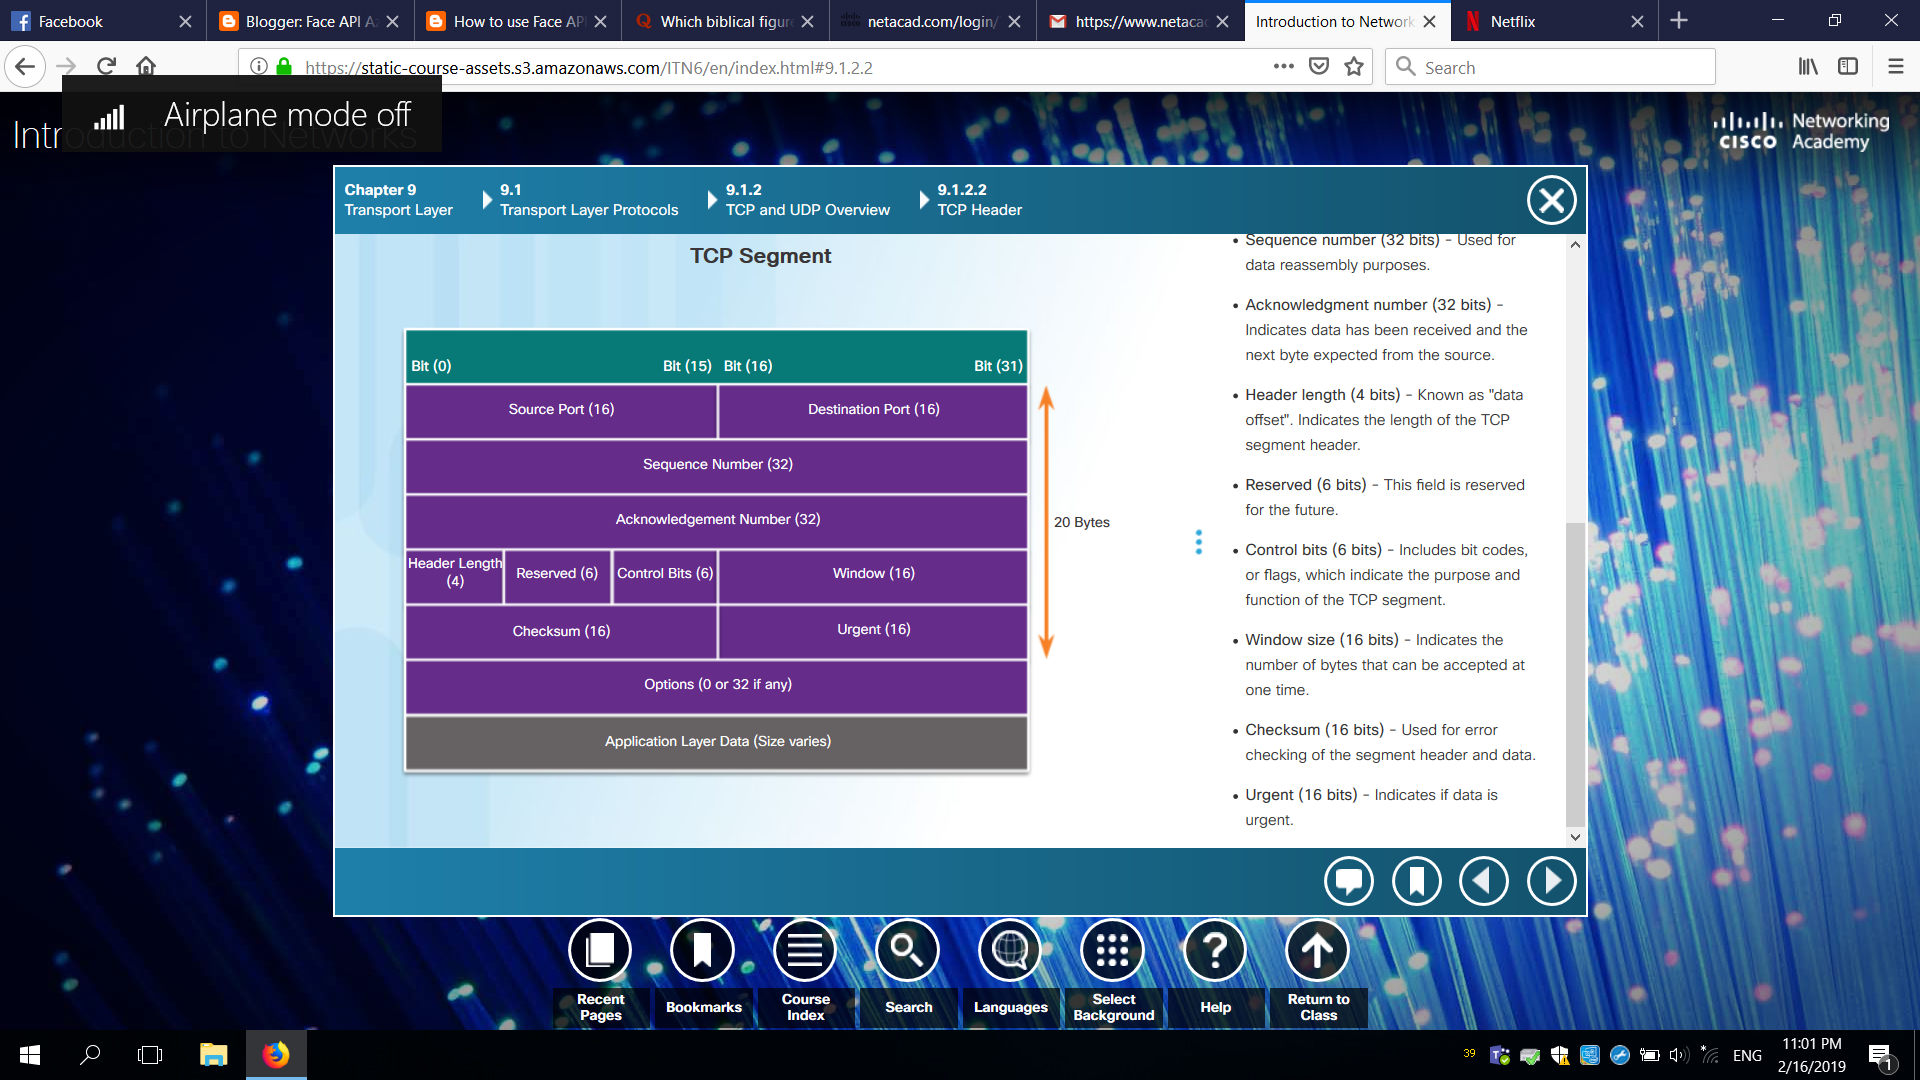 Facebook
Blogger: Face API A
How to use Face API
Which biblical figur
netacad.com/login/
https://www.netaca
Introduction to Network
Netflix
https://static-course-assets.s3.amazonaws.com/ITN6/en/index.html#9.1.2.2
Search
Airplane mode off
Introduction to Networks
CISCO
Networking
Academy
Chapter 9
Transport Layer
9.1
Transport Layer Protocols
9.1.2
TCP and UDP Overview
9.1.2.2
TCP Header
TCP Segment
Bit (0)
Bit (15)
Bit (16)
Bit (31)
Source Port (16)
Destination Port (16)
Sequence Number (32)
Acknowledgement Number (32)
Header Length
(4)
Reserved (6)
Control Bits (6)
Window (16)
Checksum (16)
Urgent (16)
Options (0 or 32 if any)
Application Layer Data (Size varies)
20 Bytes
• Sequence number (32 bits) - Used for
data reassembly purposes.
• Acknowledgment number (32 bits) -
Indicates data has been received and the
next byte expected from the source.
• Header length (4 bits) - Known as "data
offset". Indicates the length of the TCP
segment header.
• Reserved (6 bits) - This field is reserved
for the future.
• Control bits (6 bits) - Includes bit codes,
or flags, which indicate the purpose and
function of the TCP segment.
• Window size (16 bits) - Indicates the
number of bytes that can be accepted at
one time.
• Checksum (16 bits) - Used for error
checking of the segment header and data.
• Urgent (16 bits) - Indicates if data is
urgent.
Recent
Pages
Bookmarks
Course
Index
Search
Languages
Select
Background
Help
Return to
Class
39
ENG
11:01 PM
2/16/2019
1